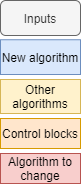 Inputs
New algorithm
Other
algorithms
Control blocks
Algorithm to
change